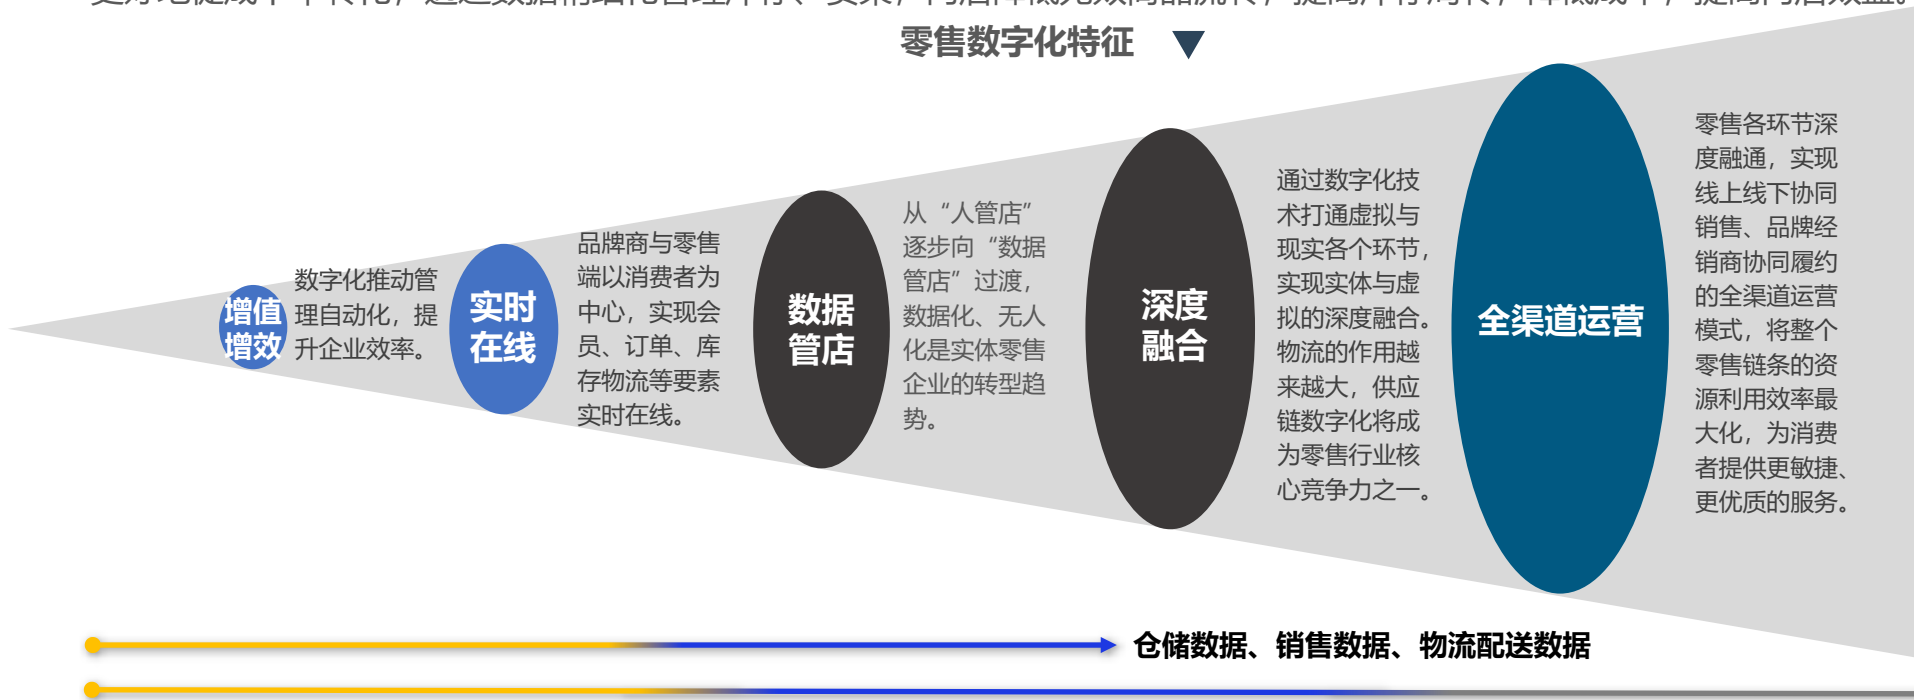 零售数字化特征
增值
增效
数字化推动管
理自动化，提
升企业效率。
实时
在线
品牌商与零售
端以消费者为
中心，实现会
员、订单、库
存物流等要素
实时在线。
数据
管店
从“人管店”
逐步向“数据
管店”过渡，
数据化、无人
化是实体零售
企业的转型趋
势。
深度
融合
通过数字化技
术打通虚拟与
现实各个环节，
实现实体与虚
拟的深度融合。
物流的作用越
来越大，供应
链数字化将成
为零售行业核
心竞争力之一。
全渠道运营
零售各环节深
度融通，实现
线上线下协同
销售、品牌经
销商协同履约
的全渠道运营
模式，将整个
零售链条的资
源利用效率最
大化，为消费
者提供更敏捷、
更优质的服务。
仓储数据、销售数据、物流配送数据